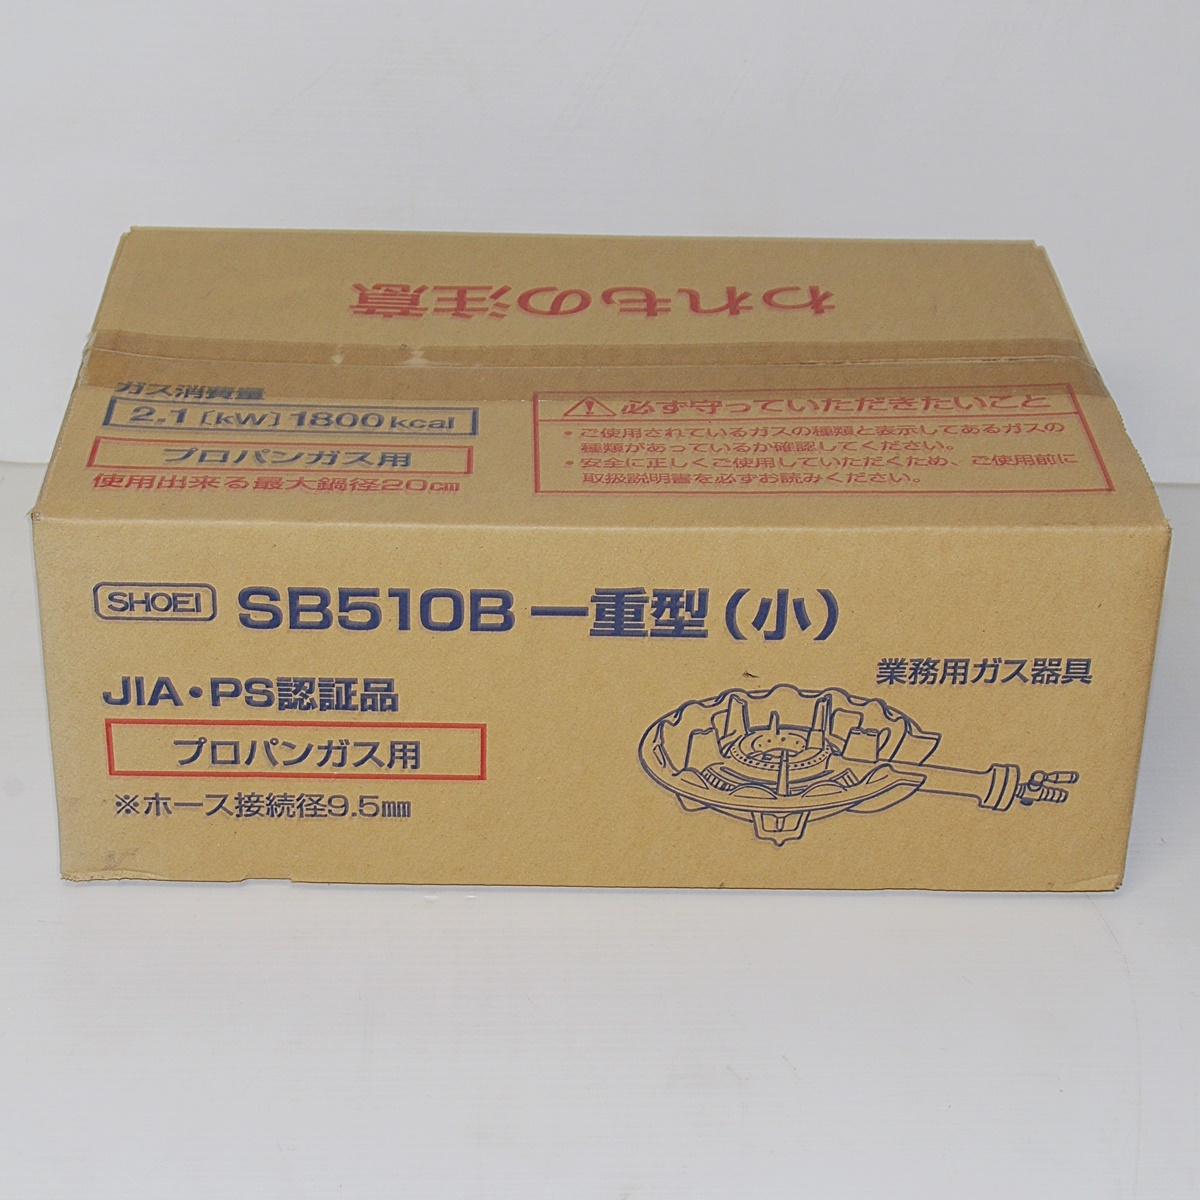 われもの注意
ガス消費量
2.1[kW]1800kcal
プロパンガス用
使用出来る最大鍋径20cm
必ず守っていただきたいこと
・ご使用されているガスの種類と表示してあるガスの
種類があっているか確認してください。
・安全に正しくご使用していただくため、ご使用前に
取扱説明書を必ずお読みください。
SHOEI SB510B 一重型(小)
業務用ガス器具
JIA・PS認証品
プロパンガス用
※ホース接続径9.5mm